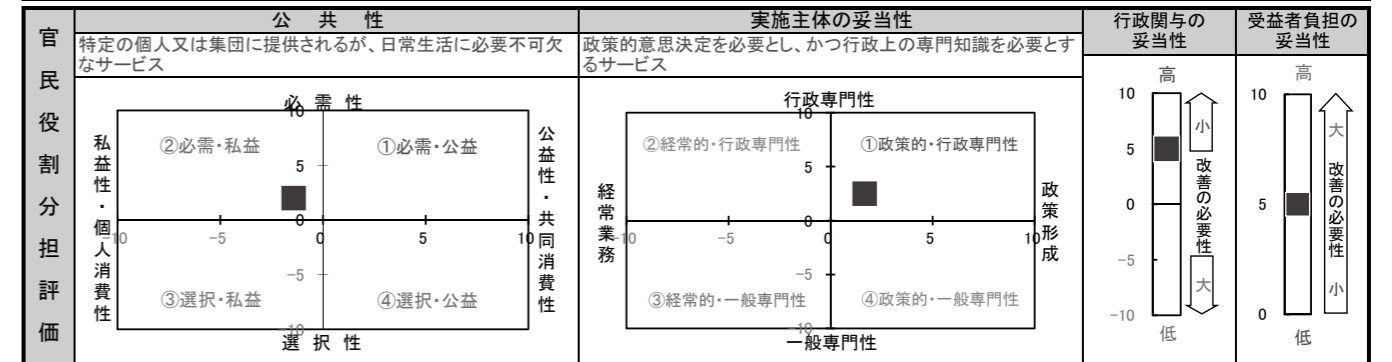 官民役割分担評価
公共性
特定の個人又は集団に提供されるが、日常生活に必要不可欠
なサービス
必需性
10
②必需・私益
①必需・公益
5
私益性・個人消費性
公益性・共同消費性
0
-10
-5
0
5
10
-5
③選択・私益
④選択・公益
-10
選択性
実施主体の妥当性
政策的意思決定を必要とし、かつ行政上の専門知識を必要とす
るサービス
行政専門性
10
②経常的・行政専門性
①政策的・行政専門性
5
経常業務
政策形成
0
-10
-5
0
5
10
-5
③経常的・一般専門性
④政策的・一般専門性
-10
一般専門性
行政関与の
妥当性
高
10
5
0
-5
-10
低
小
改善の必要性
大
受益者負担の
妥当性
高
10
5
0
低
大
改善の必要性
小